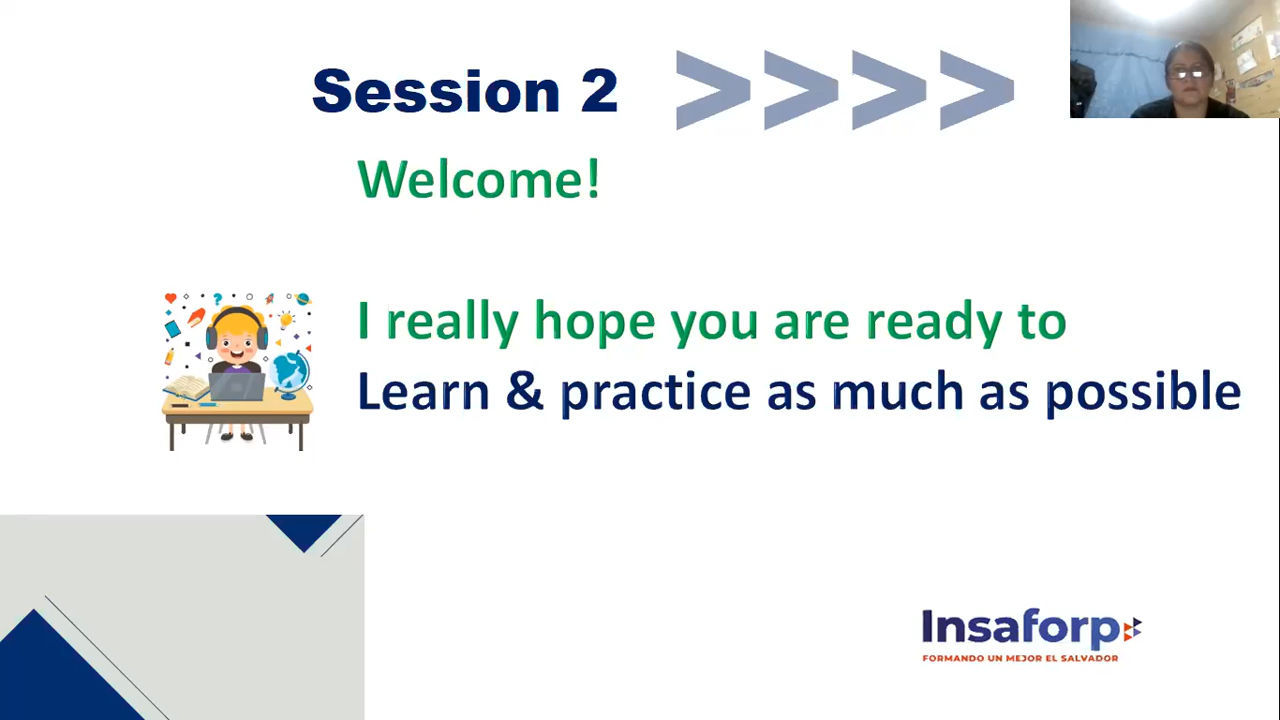 Session 2
Welcome!
I really hope you are ready to
Learn & practice as much as possible
Insaforp
FORMANDO UN MEJOR EL SALVADOR